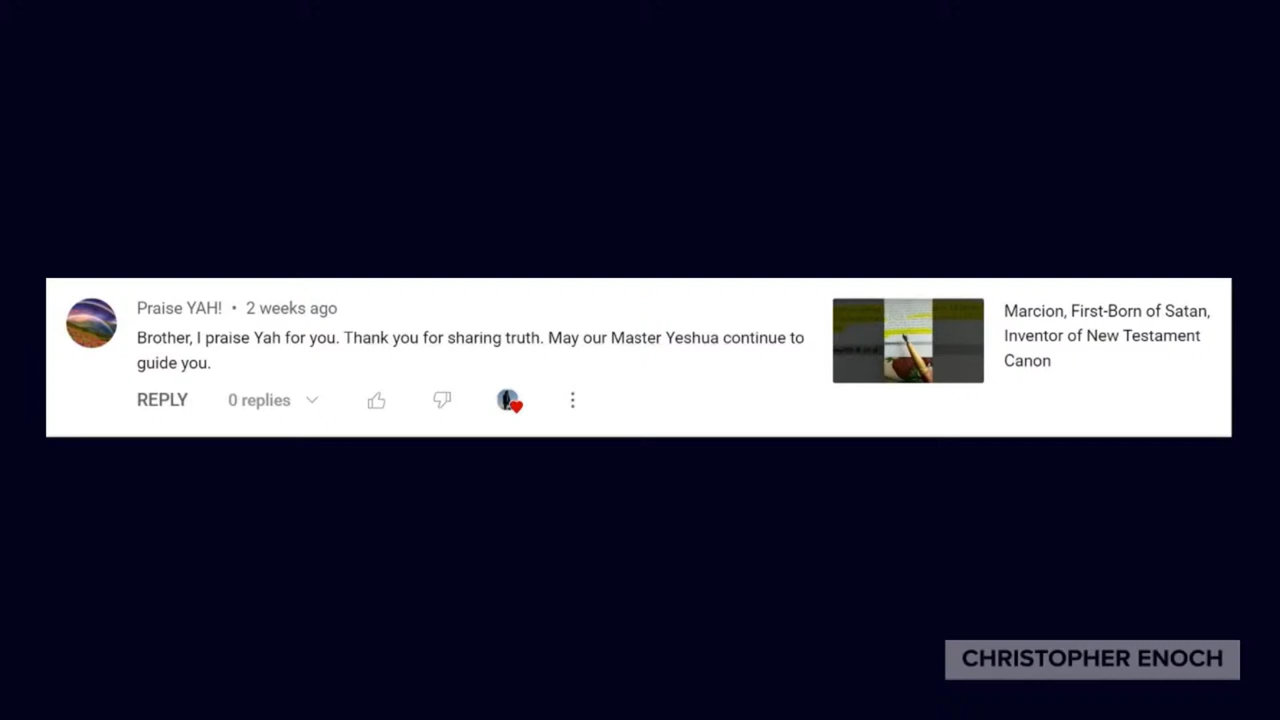 Praise YAH! • 2 weeks ago
Brother, I praise Yah for you. Thank you for sharing truth. May our Master Yeshua continue to
guide you.
REPLY 0 replies
Marcion, First-Born of Satan,
Inventor of New Testament
Canon
CHRISTOPHER ENOCH